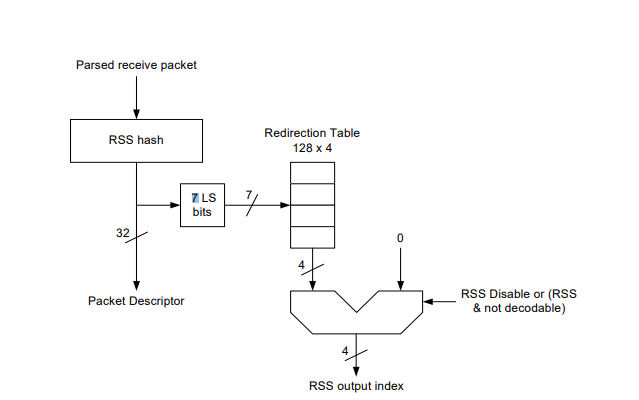 Parsed receive packet
RSS hash
Redirection Table
128 x 4
7 LS
bits
7
32
4
0
Packet Descriptor
RSS Disable or (RSS
& not decodable)
4
RSS output index